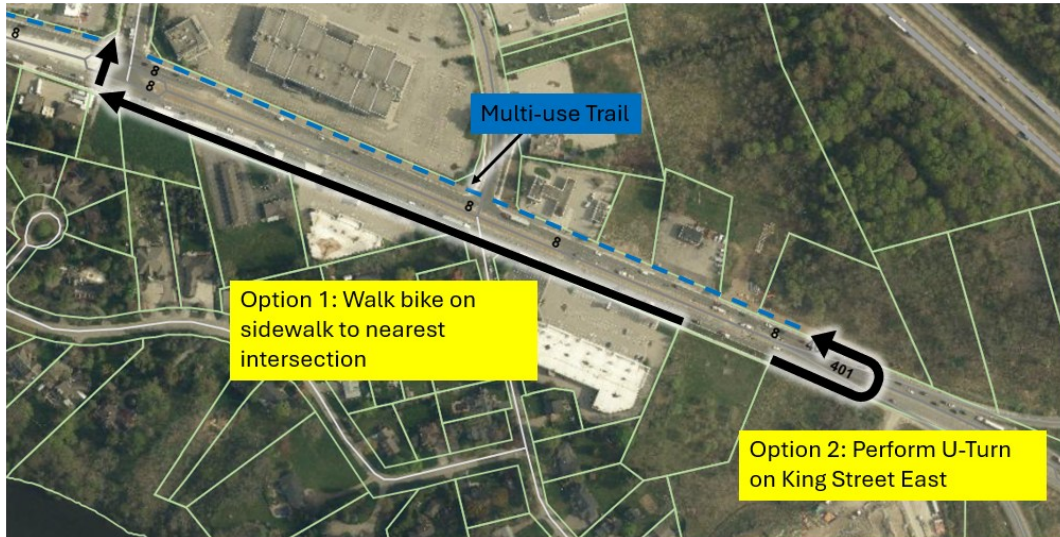 8
8
8
Multi-use Trail
8
8
Option 1: Walk bike on
sidewalk to nearest
intersection
8
401
Option 2: Perform U-Turn
on King Street East